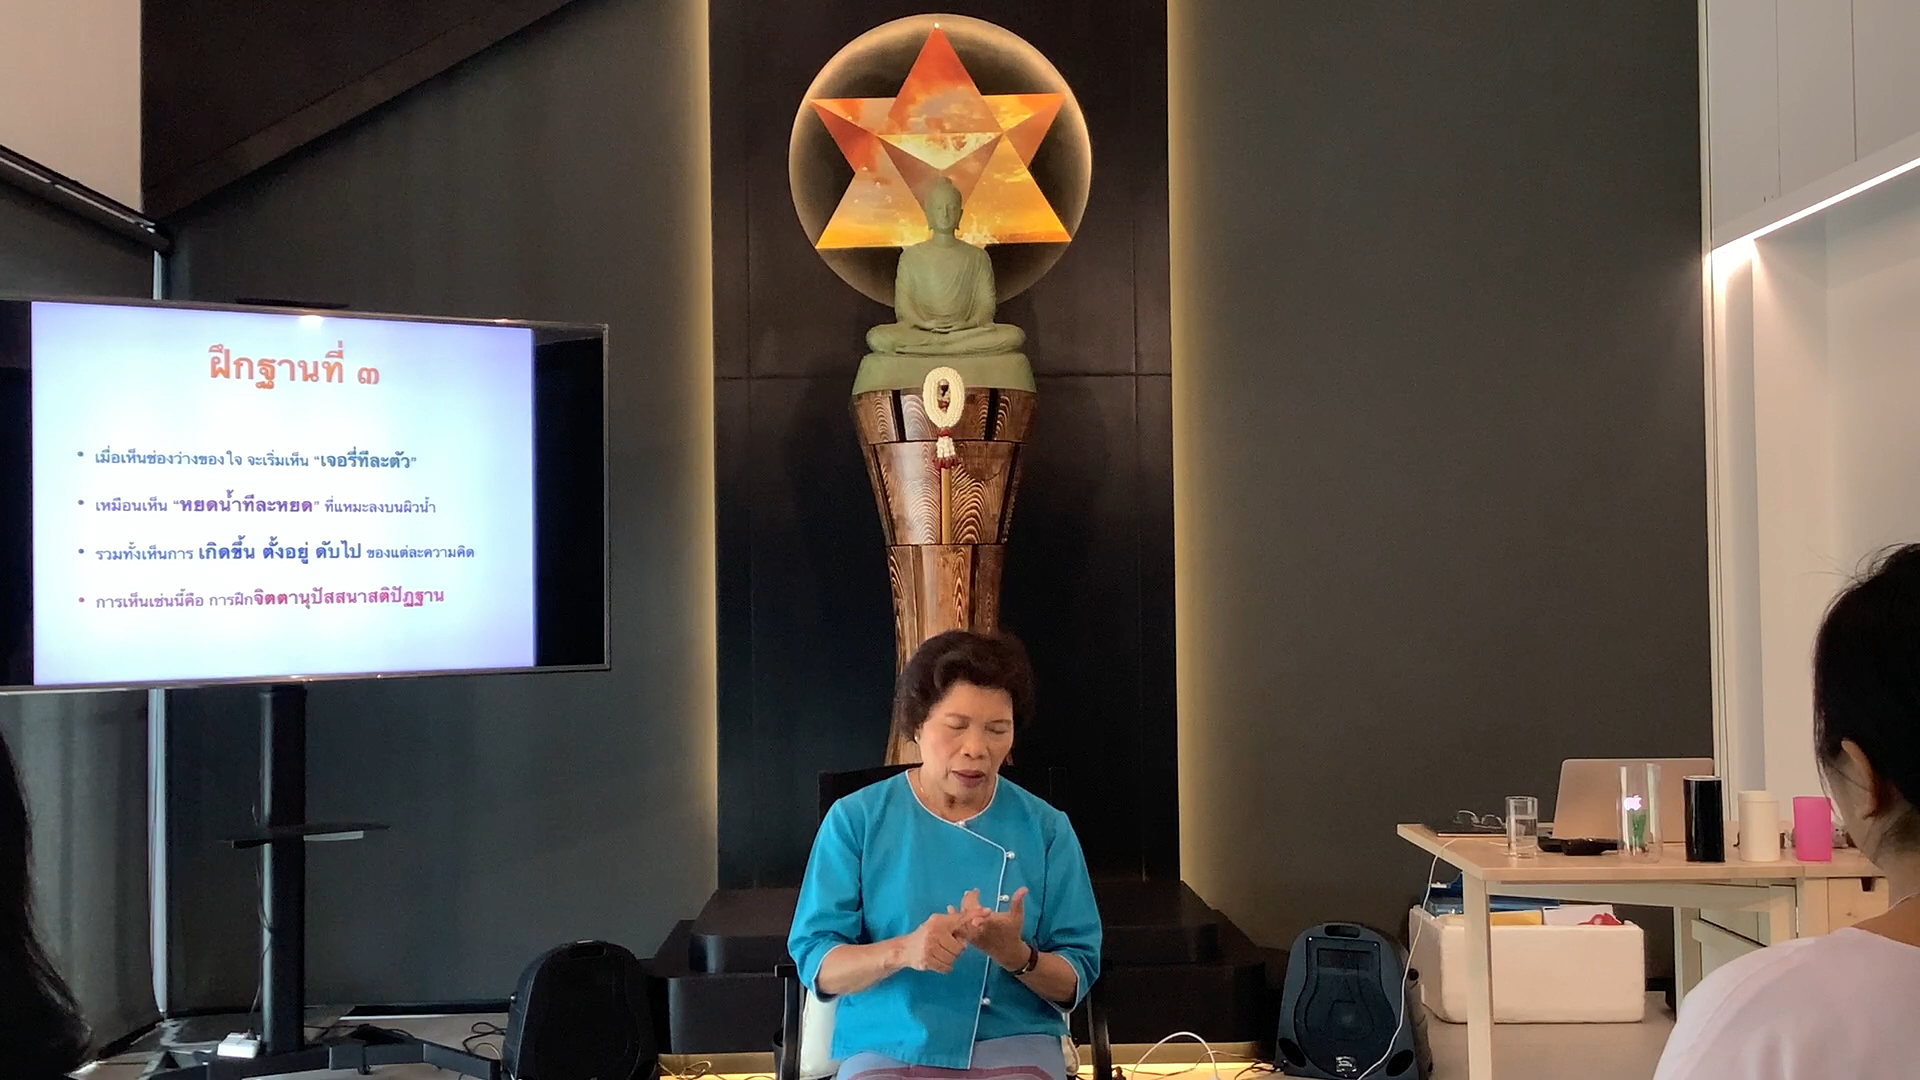 ฝึกฐานที่ ๓
• เมื่อเห็นช่องว่างของใจ จะเริ่มเห็น “เจอรี่ทีละตัว”
• เหมือนเห็น “หยดน้ำทีละหยด” ที่แหมะลงบนผิวน้ำ
• รวมทั้งเห็นการ เกิดขึ้น ตั้งอยู่ ดับไป ของแต่ละความคิด
• การเห็นเช่นนี้คือ การฝึกจิตตานุปัสสนาสติปัฏฐาน